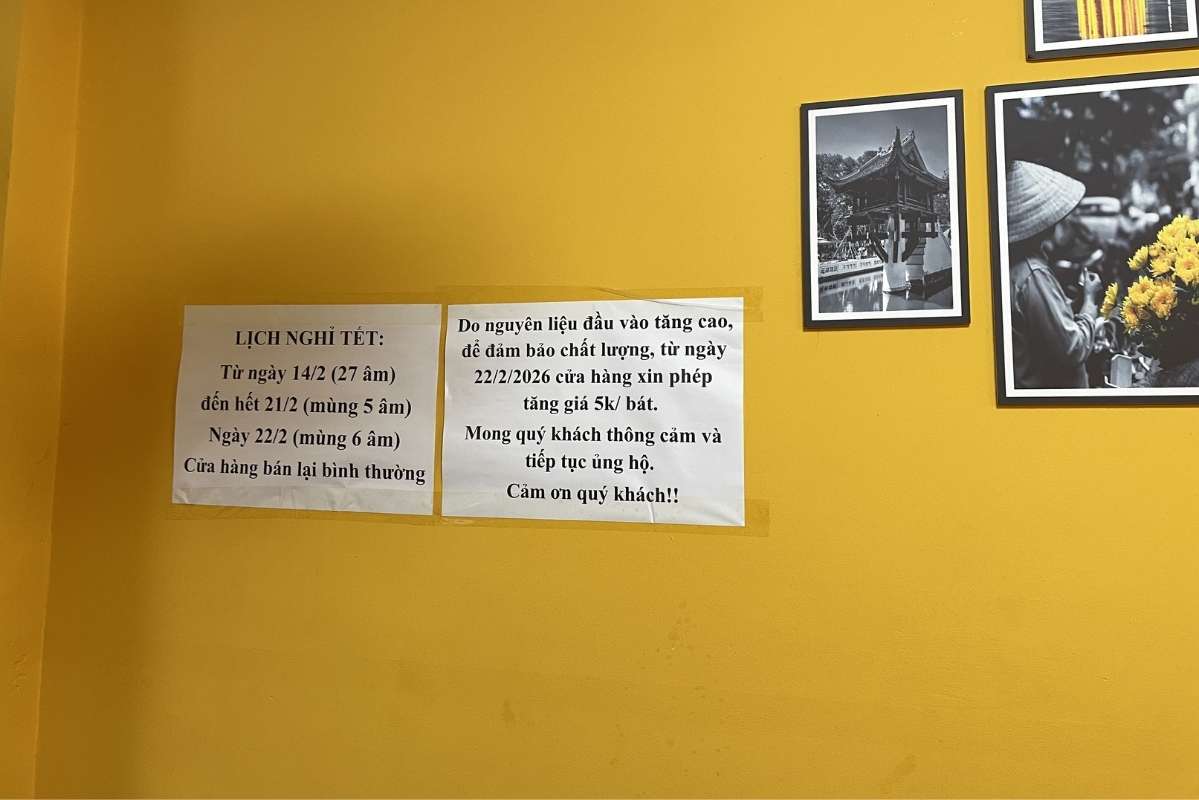 LỊCH NGHỈ TẾT:
Từ ngày 14/2 (27 âm)
đến hết 21/2 (mùng 5 âm)
Ngày 22/2 (mùng 6 âm)
Cửa hàng bán lại bình thường
Do nguyên liệu đầu vào tăng cao,
để đảm bảo chất lượng, từ ngày
22/2/2026 cửa hàng xin phép
tăng giá 5k/ bát.
Mong quý khách thông cảm và
tiếp tục ủng hộ.
Cảm ơn quý khách!!